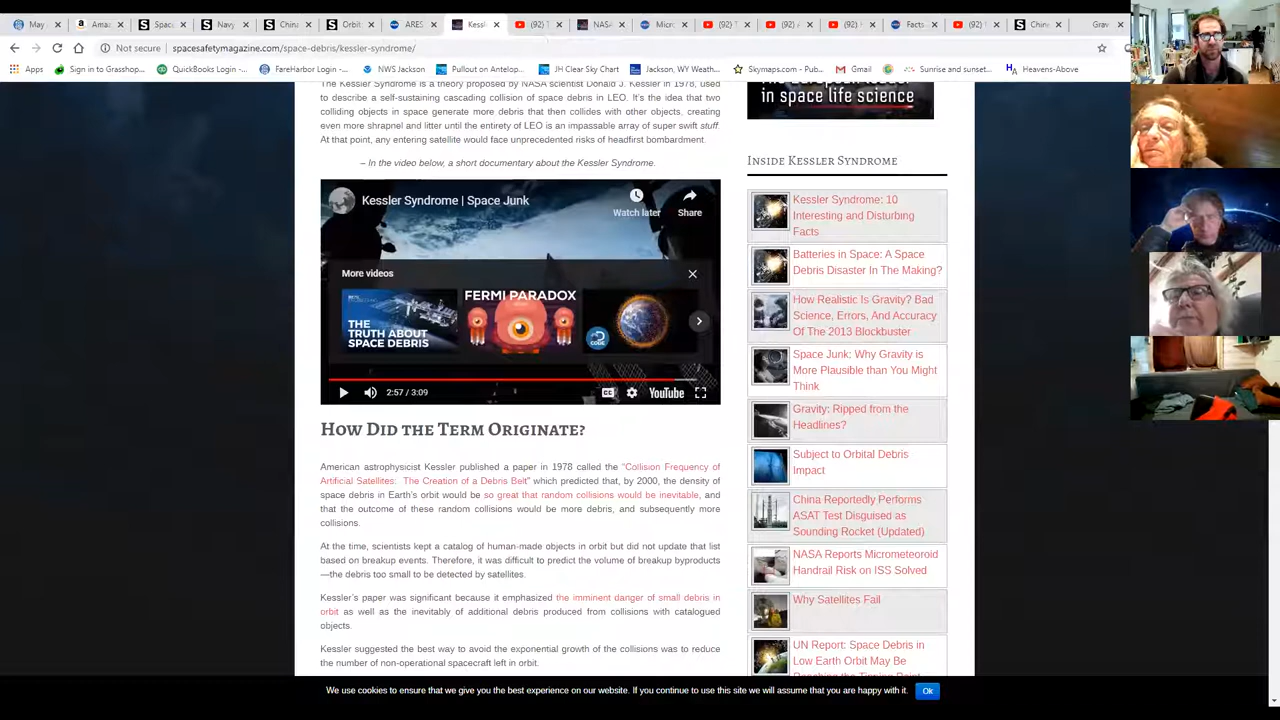 May
Amaz
Spac
Navy
China
Orbit
ARES
Kessl
(92) T
NAS
Micro
(92) T
(92)
(92)
Facts
(92)
Chin
Grav
Not secure
spacesafetymagazine.com/space-debris/kessler-syndrome/
Apps
Sign in to Grasshop...
QuickBooks Login -...
FareHarbor Login -...
NWS Jackson
Pullout on Antelop...
JH Clear Sky Chart
Jackson, WY Weath...
Skymaps.com - Pub...
Gmail
Sunrise and sunset...
Heavens-Above
The Kessler Syndrome is a theory proposed by NASA scientist Donald J. Kessler in 1978, used
to describe a self-sustaining cascading collision of space debris in LEO. It's the idea that two
colliding objects in space generate more debris that then collides with other objects, creating
even more shrapnel and litter until the entirety of LEO is an impassable array of super swift stuff.
At that point, any entering satellite would face unprecedented risks of headfirst bombardment.
– In the video below, a short documentary about the Kessler Syndrome.
Kessler Syndrome | Space Junk
Watch later
Share
More videos
THE
TRUTH ABOUT
SPACE DEBRIS
FERMI PARADOX
CODE
2:57 / 3:09
CC
YouTube
How Did the Term Originate?
American astrophysicist Kessler published a paper in 1978 called the "Collision Frequency of
Artificial Satellites: The Creation of a Debris Belt" which predicted that, by 2000, the density of
space debris in Earth's orbit would be so great that random collisions would be inevitable, and
that the outcome of these random collisions would be more debris, and subsequently more
collisions.
At the time, scientists kept a catalog of human-made objects in orbit but did not update that list
based on breakup events. Therefore, it was difficult to predict the volume of breakup byproducts
—the debris too small to be detected by satellites.
Kessler's paper was significant because it emphasized the imminent danger of small debris in
orbit as well as the inevitably of additional debris produced from collisions with catalogued
objects.
Kessler suggested the best way to avoid the exponential growth of the collisions was to reduce
the number of non-operational spacecraft left in orbit.
in space life science
Inside Kessler Syndrome
Kessler Syndrome: 10
Interesting and Disturbing
Facts
Batteries in Space: A Space
Debris Disaster In The Making?
How Realistic Is Gravity? Bad
Science, Errors, And Accuracy
Of The 2013 Blockbuster
Space Junk: Why Gravity is
More Plausible than You Might
Think
Gravity: Ripped from the
Headlines?
Subject to Orbital Debris
Impact
China Reportedly Performs
ASAT Test Disguised as
Sounding Rocket (Updated)
NASA Reports Micrometeoroid
Handrail Risk on ISS Solved
Why Satellites Fail
UN Report: Space Debris in
Low Earth Orbit May Be
We use cookies to ensure that we give you the best experience on our website. If you continue to use this site we will assume that you are happy with it.
Ok